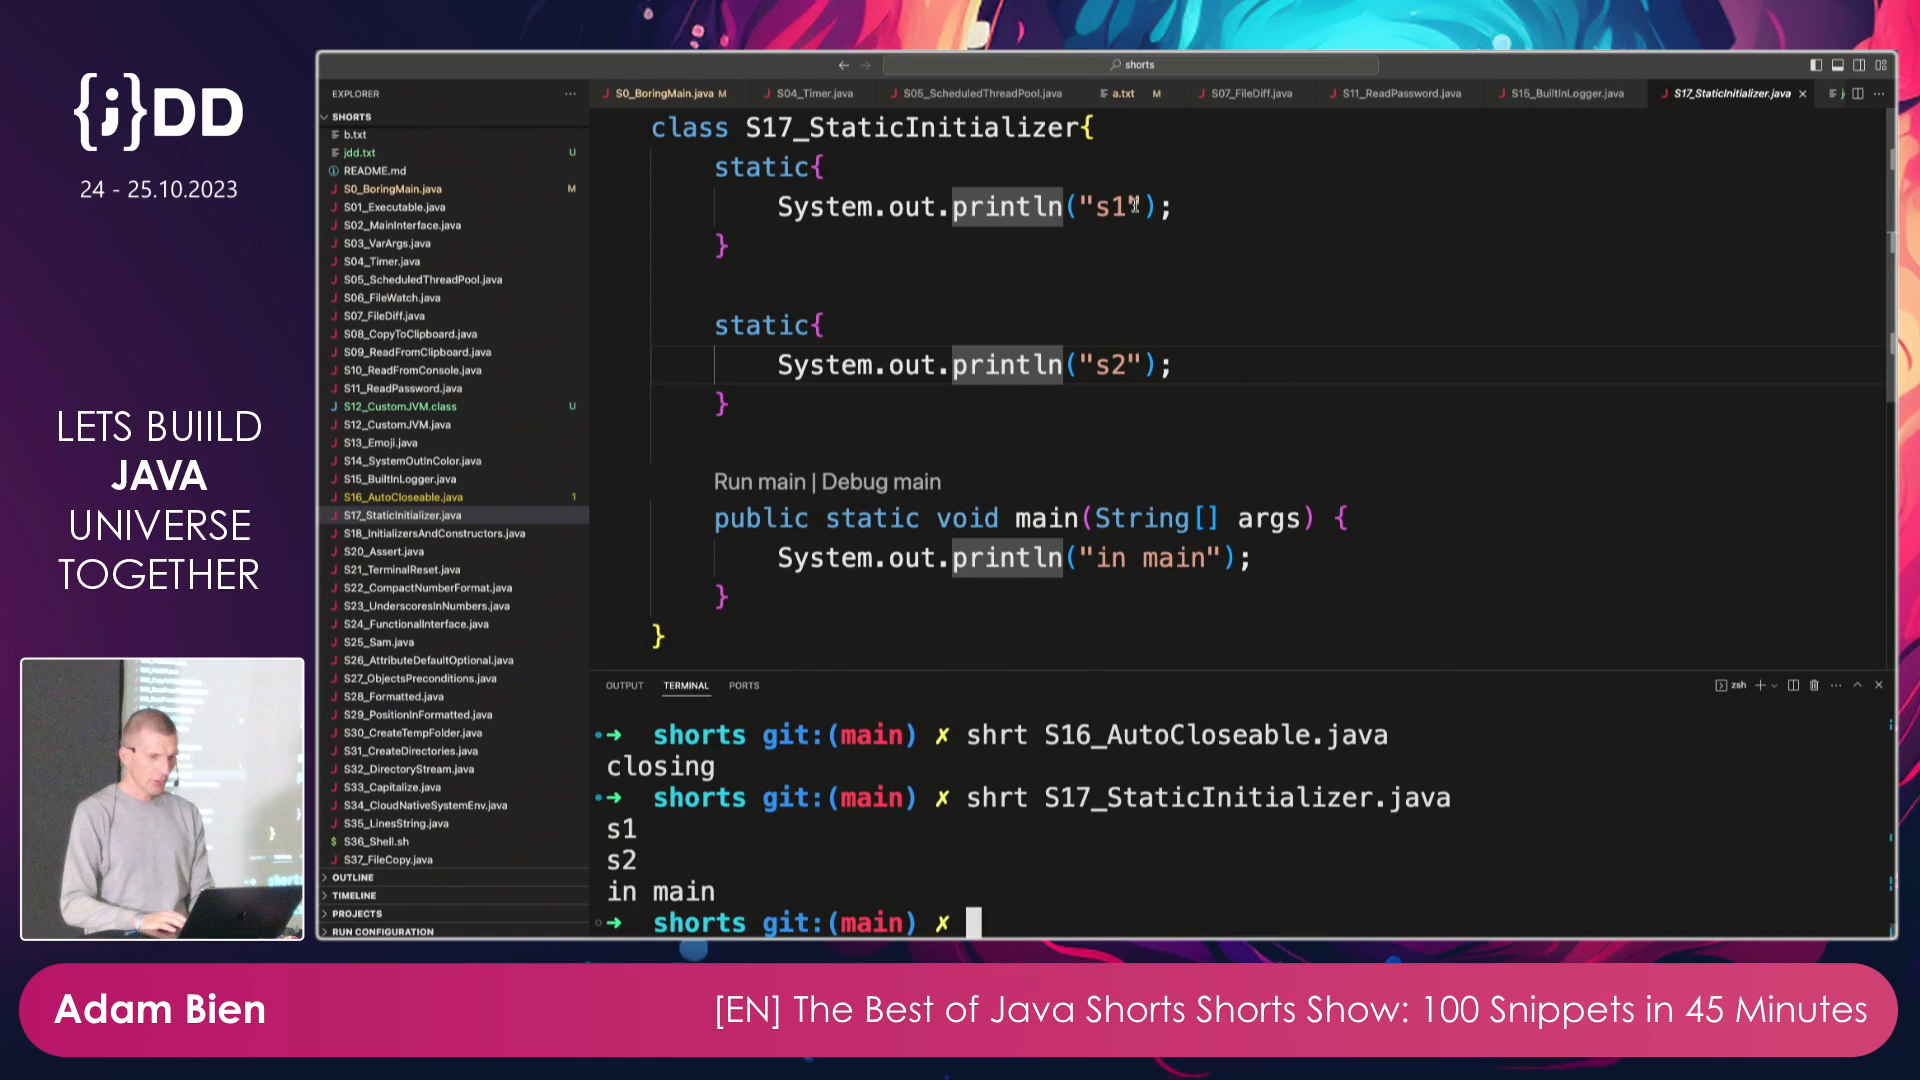 {;}DD
24 - 25.10.2023
LETS BUIILD
JAVA
UNIVERSE
TOGETHER
shorts
EXPLORER
SHORTS
b.txt
jdd.txt U
README.md
S0_BoringMain.java M
S01_Executable.java
S02_MainInterface.java
S03_VarArgs.java
S04_Timer.java
S05_ScheduledThreadPool.java
S06_FileWatch.java
S07_FileDiff.java
S08_CopyToClipboard.java
S09_ReadFromClipboard.java
S10_ReadFromConsole.java
S11_ReadPassword.java
S12_CustomJVM.class U
S12_CustomJVM.java
S13_Emoji.java
S14_SystemOutInColor.java
S15_BuiltInLogger.java
S16_AutoCloseable.java 1
S17_StaticInitializer.java
S18_InitializersAndConstructors.java
S20_Assert.java
S21_TerminalReset.java
S22_CompactNumberFormat.java
S23_UnderscoresInNumbers.java
S24_FunctionalInterface.java
S25_Sam.java
S26_AttributeDefaultOptional.java
S27_ObjectsPreconditions.java
S28_Formatted.java
S29_PositionInFormatted.java
S30_CreateTempFolder.java
S31_CreateDirectories.java
S32_DirectoryStream.java
S33_Capitalize.java
S34_CloudNativeSystemEnv.java
S35_LinesString.java
S36_Shell.sh
S37_FileCopy.java
OUTLINE
TIMELINE
PROJECTS
RUN CONFIGURATION
S0_BoringMain.java M S04_Timer.java S05_ScheduledThreadPool.java a.txt M S07_FileDiff.java S11_ReadPassword.java S15_BuiltInLogger.java S17_StaticInitializer.java
class S17_StaticInitializer{
static{
System.out.println("s1");
}
static{
System.out.println("s2");
}
Run main | Debug main
public static void main(String[] args) {
System.out.println("in main");
}
}
OUTPUT TERMINAL PORTS zsh
→ shorts git:(main) ✗ shrt S16_AutoCloseable.java
closing
→ shorts git:(main) ✗ shrt S17_StaticInitializer.java
s1
s2
in main
→ shorts git:(main) ✗
Adam Bien
[EN] The Best of Java Shorts Shorts Show: 100 Snippets in 45 Minutes